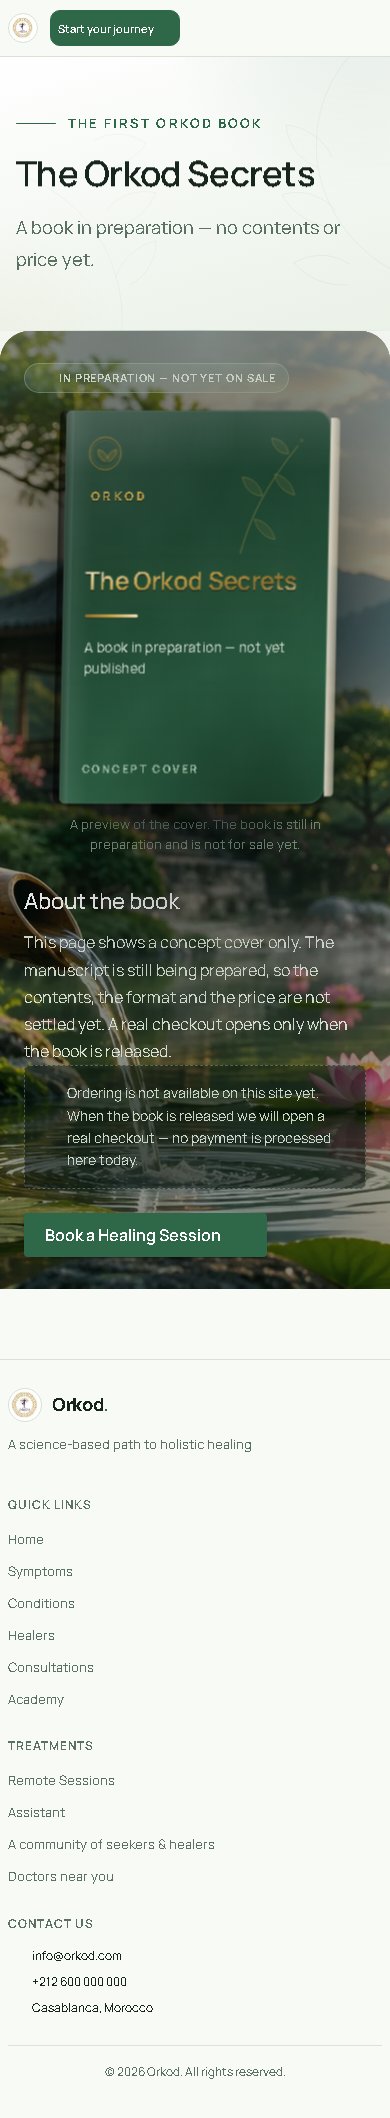 Start your journey
THE FIRST ORKOD BOOK
The Orkod Secrets
A book in preparation — no contents or
price yet.
IN PREPARATION — NOT YET ON SALE
ORKOD
The Orkod Secrets
A book in preparation — not yet
published
CONCEPT COVER
A preview of the cover. The book is still in
preparation and is not for sale yet.
About the book
This page shows a concept cover only. The
manuscript is still being prepared, so the
contents, the format and the price are not
settled yet. A real checkout opens only when
the book is released.
Ordering is not available on this site yet.
When the book is released we will open a
real checkout — no payment is processed
here today.
Book a Healing Session
Orkod.
A science-based path to holistic healing
QUICK LINKS
Home
Symptoms
Conditions
Healers
Consultations
Academy
TREATMENTS
Remote Sessions
Assistant
A community of seekers & healers
Doctors near you
CONTACT US
info@orkod.com
+212 600 000 000
Casablanca, Morocco
© 2026 Orkod. All rights reserved.